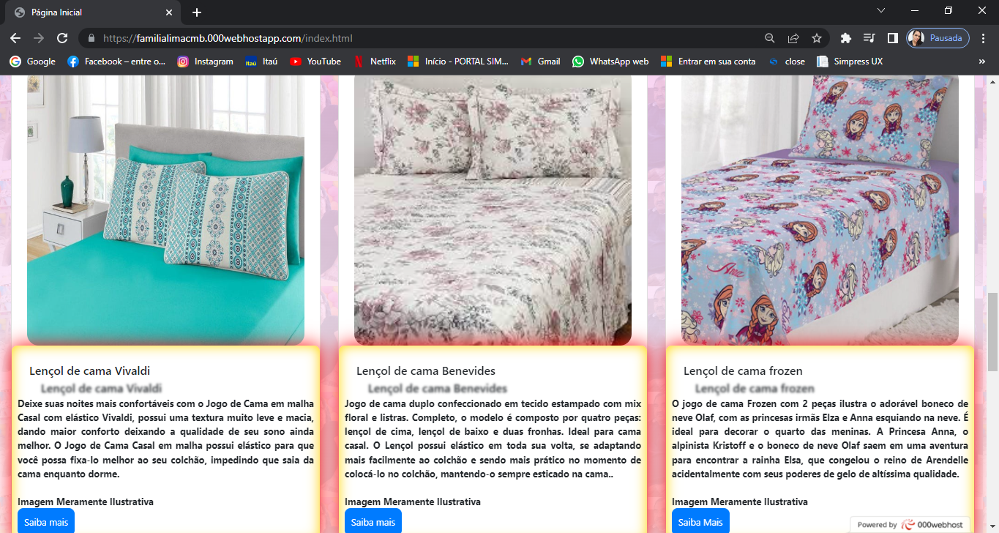 Página Inicial
https://familialimacmb.000webhostapp.com/index.html
Pausada
Google
Facebook – entre o...
Instagram
Itaú
Itaú
YouTube
Netflix
Início - PORTAL SIM...
Gmail
WhatsApp web
Entrar em sua conta
close
Simpress UX
»
Anna
Anna
Elsa
Lençol de cama Vivaldi
Lençol de cama Vivaldi
Deixe suas noites mais confortáveis com o Jogo de Cama em malha
Casal com elástico Vivaldi, possui uma textura muito leve e macia,
dando maior conforto deixando a qualidade de seu sono ainda
melhor. O Jogo de Cama Casal em malha possui elástico para que
você possa fixa-lo melhor ao seu colchão, impedindo que saia da
cama enquanto dorme.
Imagem Meramente Ilustrativa
Saiba mais
Lençol de cama Benevides
Lençol de cama Benevides
Jogo de cama duplo confeccionado em tecido estampado com mix
floral e listras. Completo, o modelo é composto por quatro peças:
lençol de cima, lençol de baixo e duas fronhas. Ideal para cama
casal. O Lençol possui elástico em toda sua volta, se adaptando
mais facilmente ao colchão e sendo mais prático no momento de
colocá-lo no colchão, mantendo-o sempre esticado na cama..
Imagem Meramente Ilustrativa
Saiba mais
Lençol de cama frozen
Lençol de cama frozen
O jogo de cama Frozen com 2 peças ilustra o adorável boneco de
neve Olaf, com as princesas irmãs Elza e Anna esquiando na neve. É
ideal para decorar o quarto das meninas. A Princesa Anna, o
alpinista Kristoff e o boneco de neve Olaf saem em uma aventura
para encontrar a rainha Elsa, que congelou o reino de Arendelle
acidentalmente com seus poderes de gelo de altíssima qualidade.
Imagem Meramente Ilustrativa
Saiba Mais
Powered by 000webhost